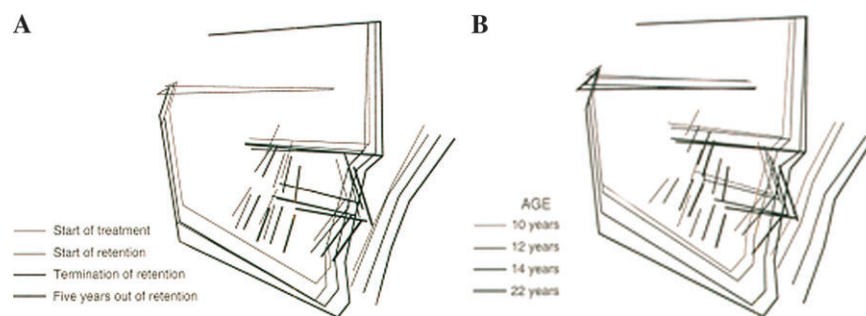 A
B
Start of treatment
Start of retention
Termination of retention
Five years out of retention
AGE
10 years
12 years
14 years
22 years